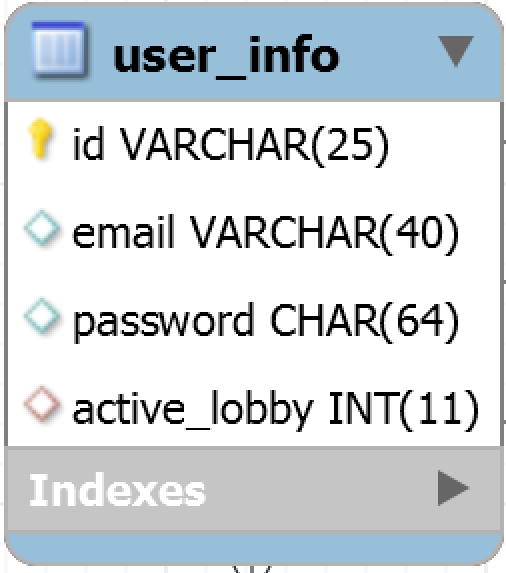 user_info
id VARCHAR(25)
email VARCHAR(40)
password CHAR(64)
active_lobby INT(11)
Indexes